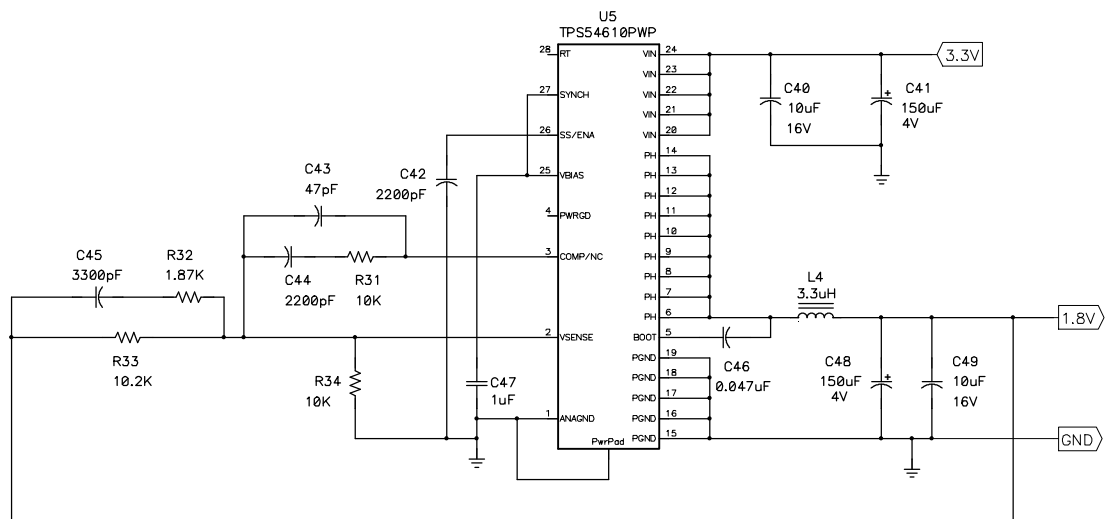 U5
TPS54610PWP
28 RT
27 SYNCH
26 SS/ENA
25 VBIAS
4 PWRGD
3 COMP/NC
2 VSENSE
1 ANAGND
PwrPad
VIN 24
VIN 23
VIN 22
VIN 21
VIN 20
PH 14
PH 13
PH 12
PH 11
PH 10
PH 9
PH 8
PH 7
PH 6
BOOT 5
PGND 19
PGND 18
PGND 17
PGND 16
PGND 15
3.3V
C40
10uF
16V
+
C41
150uF
4V
C43
47pF
C42
2200pF
C44
2200pF
R31
10K
C45
3300pF
R32
1.87K
R33
10.2K
R34
10K
C47
1uF
L4
3.3uH
C46
0.047uF
C48
150uF
4V
+
C49
10uF
16V
1.8V
GND